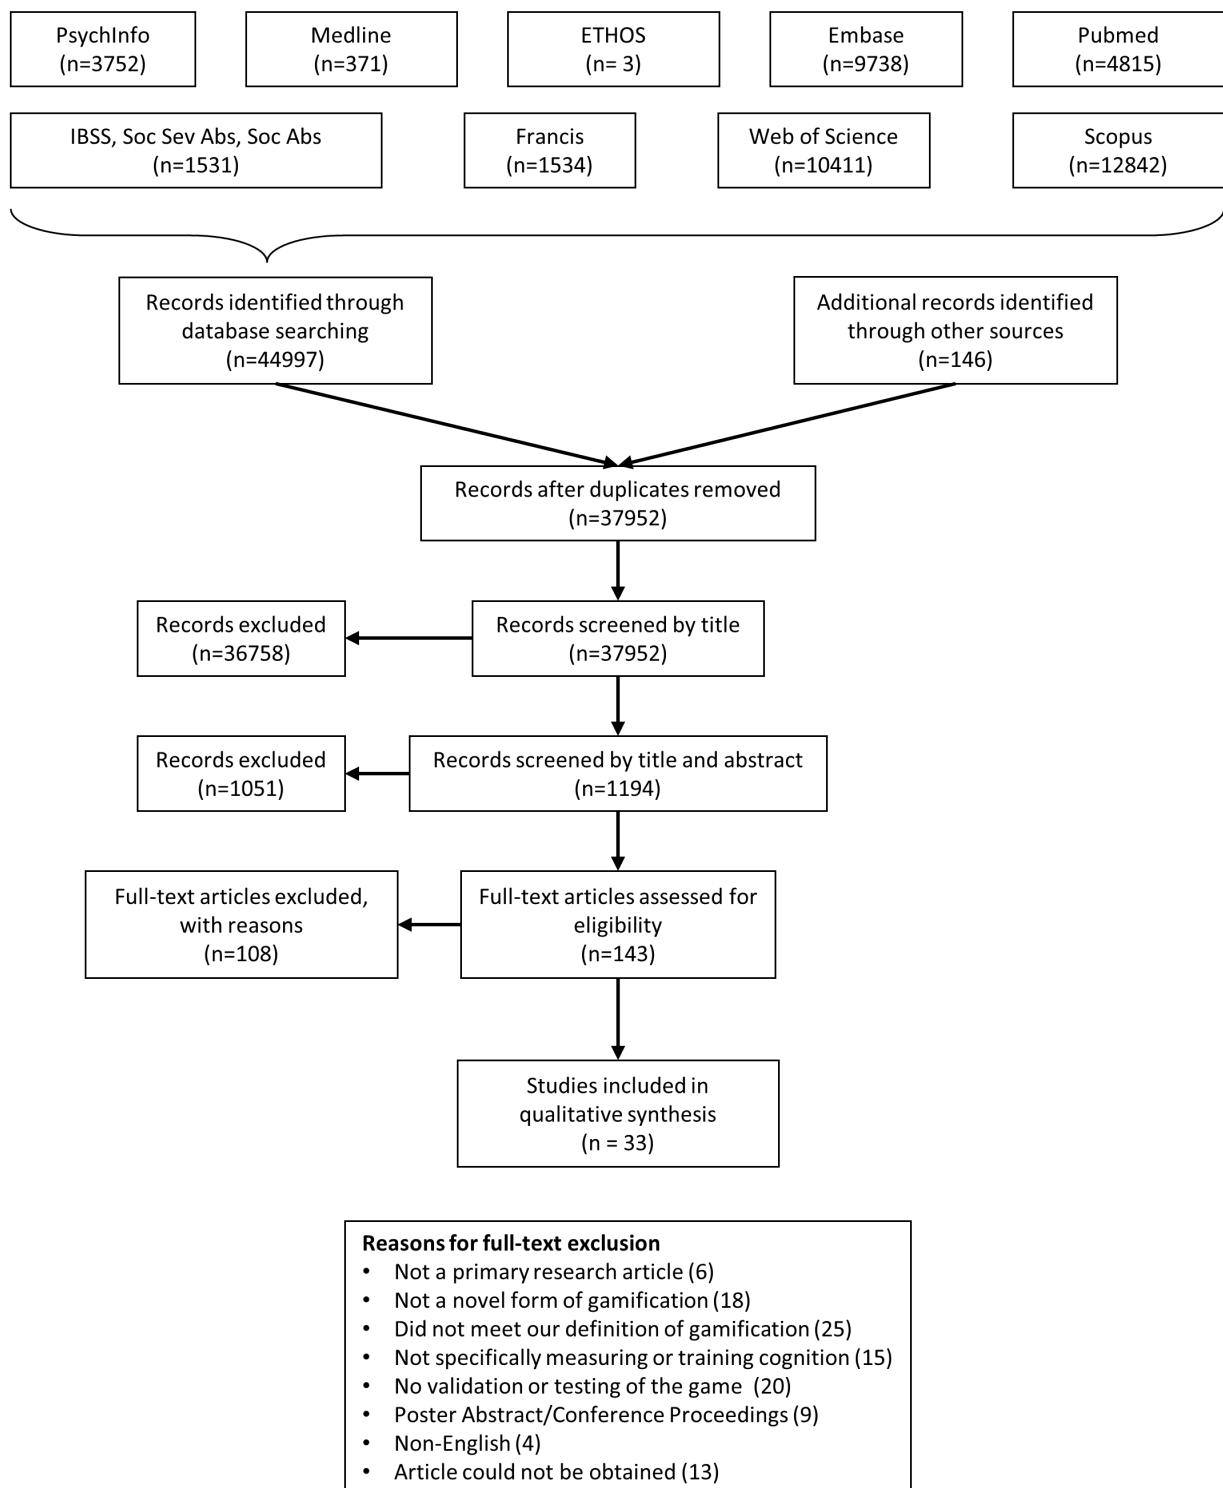 PsychInfo
(n=3752)
Medline
(n=371)
ETHOS
(n= 3)
Embase
(n=9738)
Pubmed
(n=4815)
IBSS, Soc Sev Abs, Soc Abs
(n=1531)
Francis
(n=1534)
Web of Science
(n=10411)
Scopus
(n=12842)
Records identified through
database searching
(n=44997)
Additional records identified
through other sources
(n=146)
Records after duplicates removed
(n=37952)
Records excluded
(n=36758)
Records screened by title
(n=37952)
Records excluded
(n=1051)
Records screened by title and abstract
(n=1194)
Full-text articles excluded,
with reasons
(n=108)
Full-text articles assessed for
eligibility
(n=143)
Studies included in
qualitative synthesis
(n = 33)
Reasons for full-text exclusion
• Not a primary research article (6)
• Not a novel form of gamification (18)
• Did not meet our definition of gamification (25)
• Not specifically measuring or training cognition (15)
• No validation or testing of the game (20)
• Poster Abstract/Conference Proceedings (9)
• Non-English (4)
• Article could not be obtained (13)